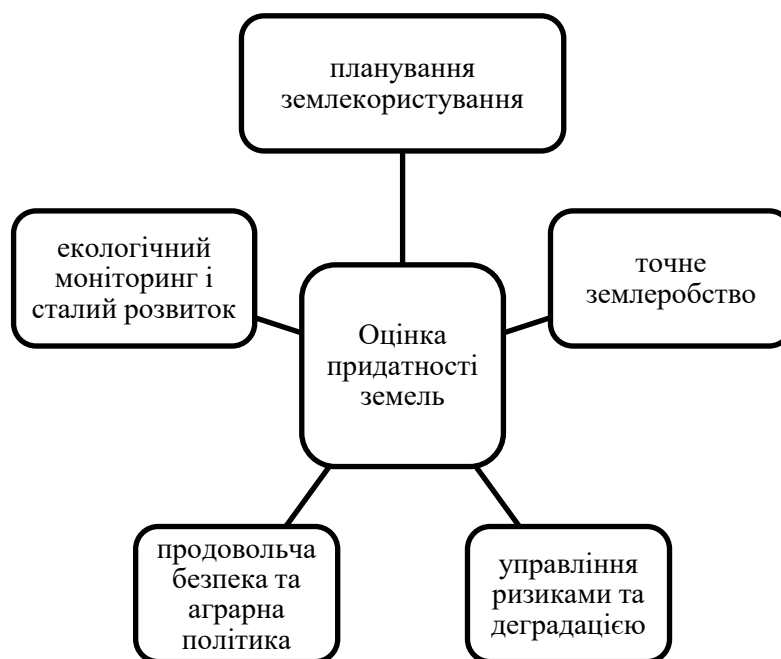 планування
землекористування
екологічний
моніторинг і
сталий розвиток
точне
землеробство
Оцінка
придатності
земель
продовольча
безпека та
аграрна
політика
управління
ризиками та
деградацією